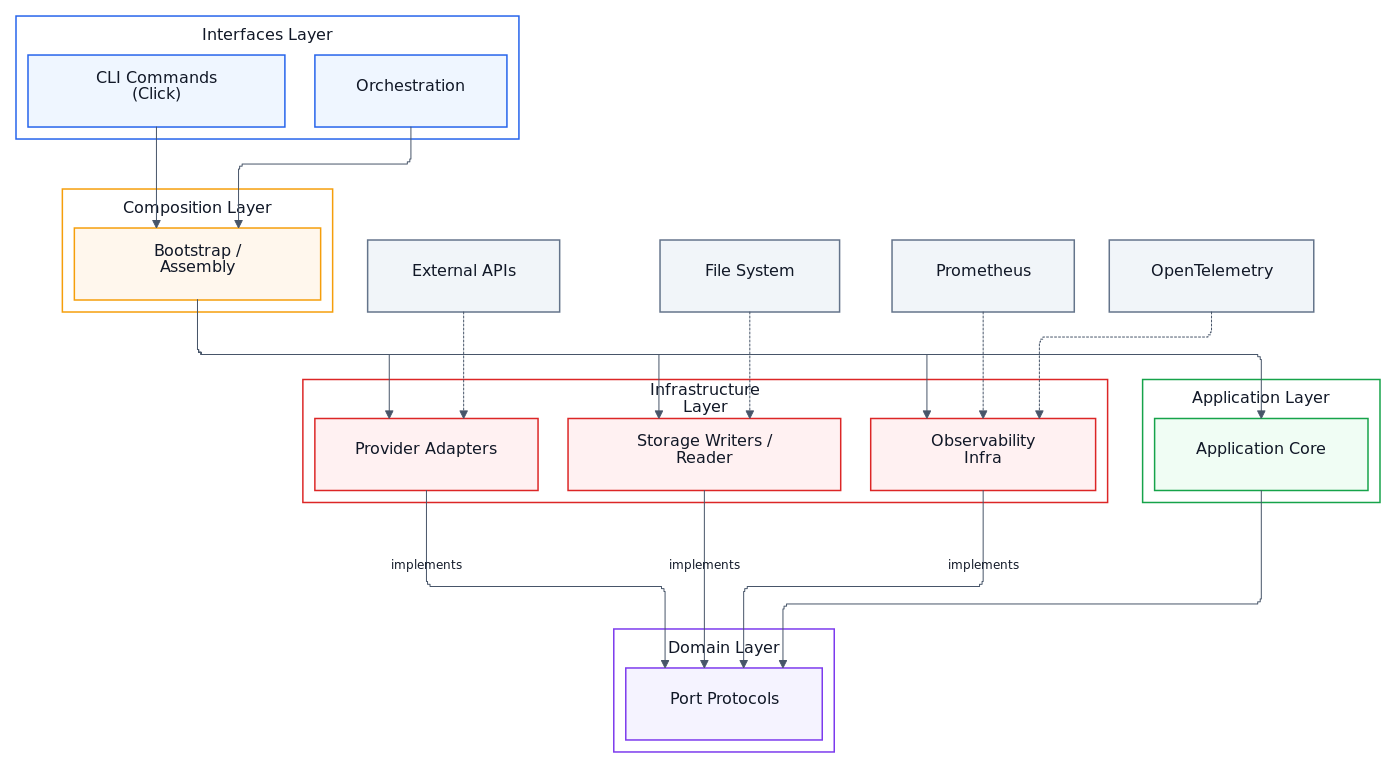 Interfaces Layer
CLI Commands
(Click)
Orchestration
Composition Layer
Bootstrap /
Assembly
External APIs
File System
Prometheus
OpenTelemetry
Infrastructure
Layer
Application Layer
Provider Adapters
Storage Writers /
Reader
Observability
Infra
Application Core
implements
implements
implements
Domain Layer
Port Protocols